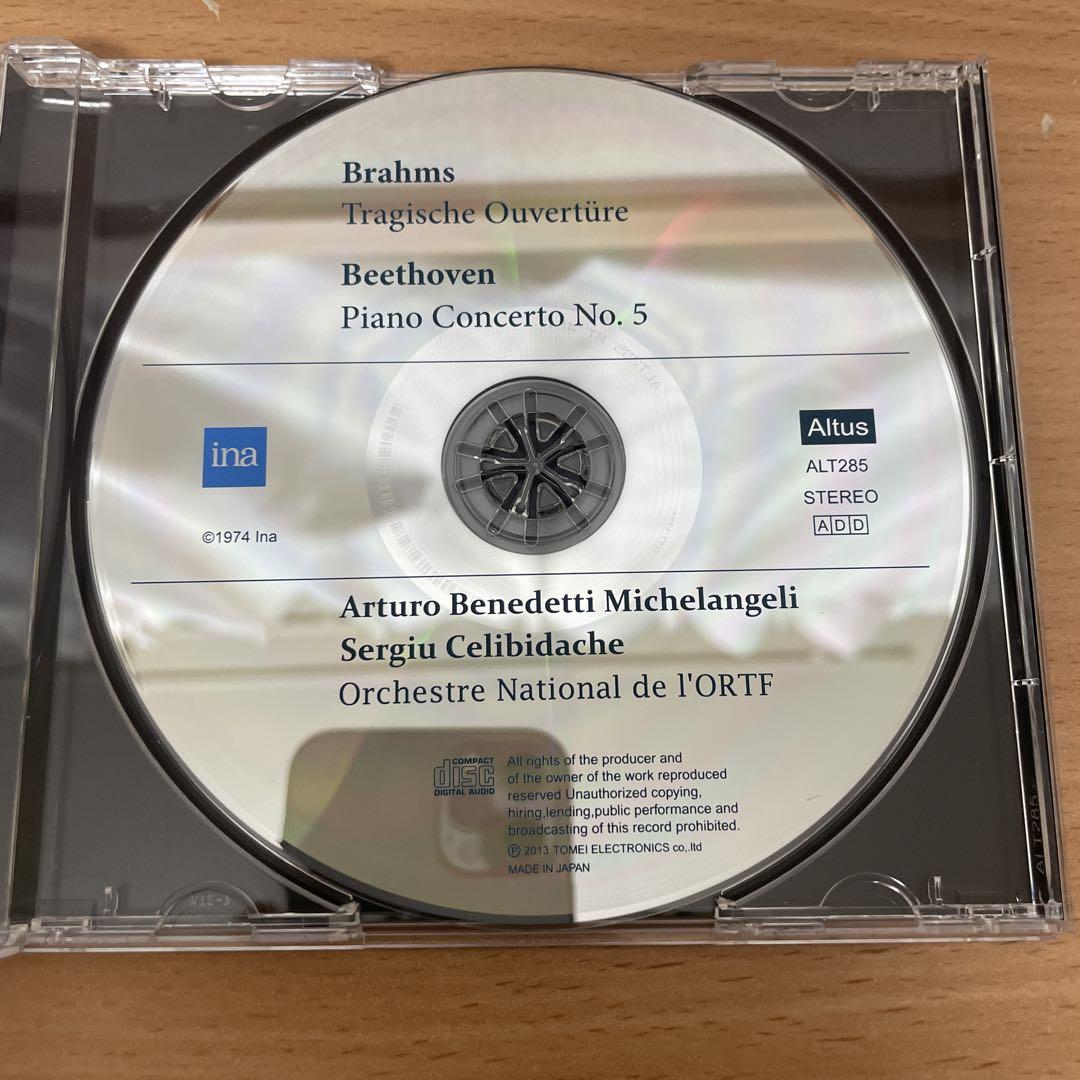 Brahms
Tragische Ouvertüre
Beethoven
Piano Concerto No. 5
ina
©1974 Ina
Altus
ALT285
STEREO
ADD
Arturo Benedetti Michelangeli
Sergiu Celibidache
Orchestre National de l'ORTF
COMPACT
disc
DIGITAL AUDIO
All rights of the producer and
of the owner of the work reproduced
reserved Unauthorized copying,
hiring,lending,public performance and
broadcasting of this record prohibited.
Ⓟ 2013 TOMEI ELECTRONICS co,.ltd
MADE IN JAPAN
ALT285